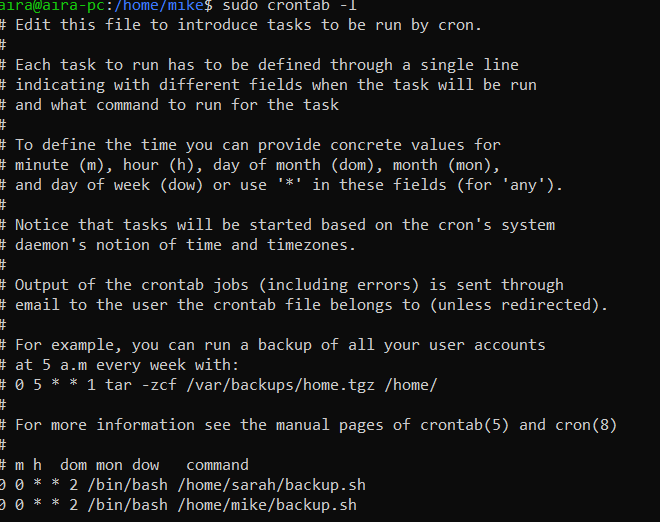 aira@aira-pc:/home/mike$ sudo crontab -l
# Edit this file to introduce tasks to be run by cron.
#
# Each task to run has to be defined through a single line
# indicating with different fields when the task will be run
# and what command to run for the task
#
# To define the time you can provide concrete values for
# minute (m), hour (h), day of month (dom), month (mon),
# and day of week (dow) or use '*' in these fields (for 'any').
#
# Notice that tasks will be started based on the cron's system
# daemon's notion of time and timezones.
#
# Output of the crontab jobs (including errors) is sent through
# email to the user the crontab file belongs to (unless redirected).
#
# For example, you can run a backup of all your user accounts
# at 5 a.m every week with:
# 0 5 * * 1 tar -zcf /var/backups/home.tgz /home/
#
# For more information see the manual pages of crontab(5) and cron(8)
#
# m h  dom mon dow   command
0 0 * * 2 /bin/bash /home/sarah/backup.sh
0 0 * * 2 /bin/bash /home/mike/backup.sh